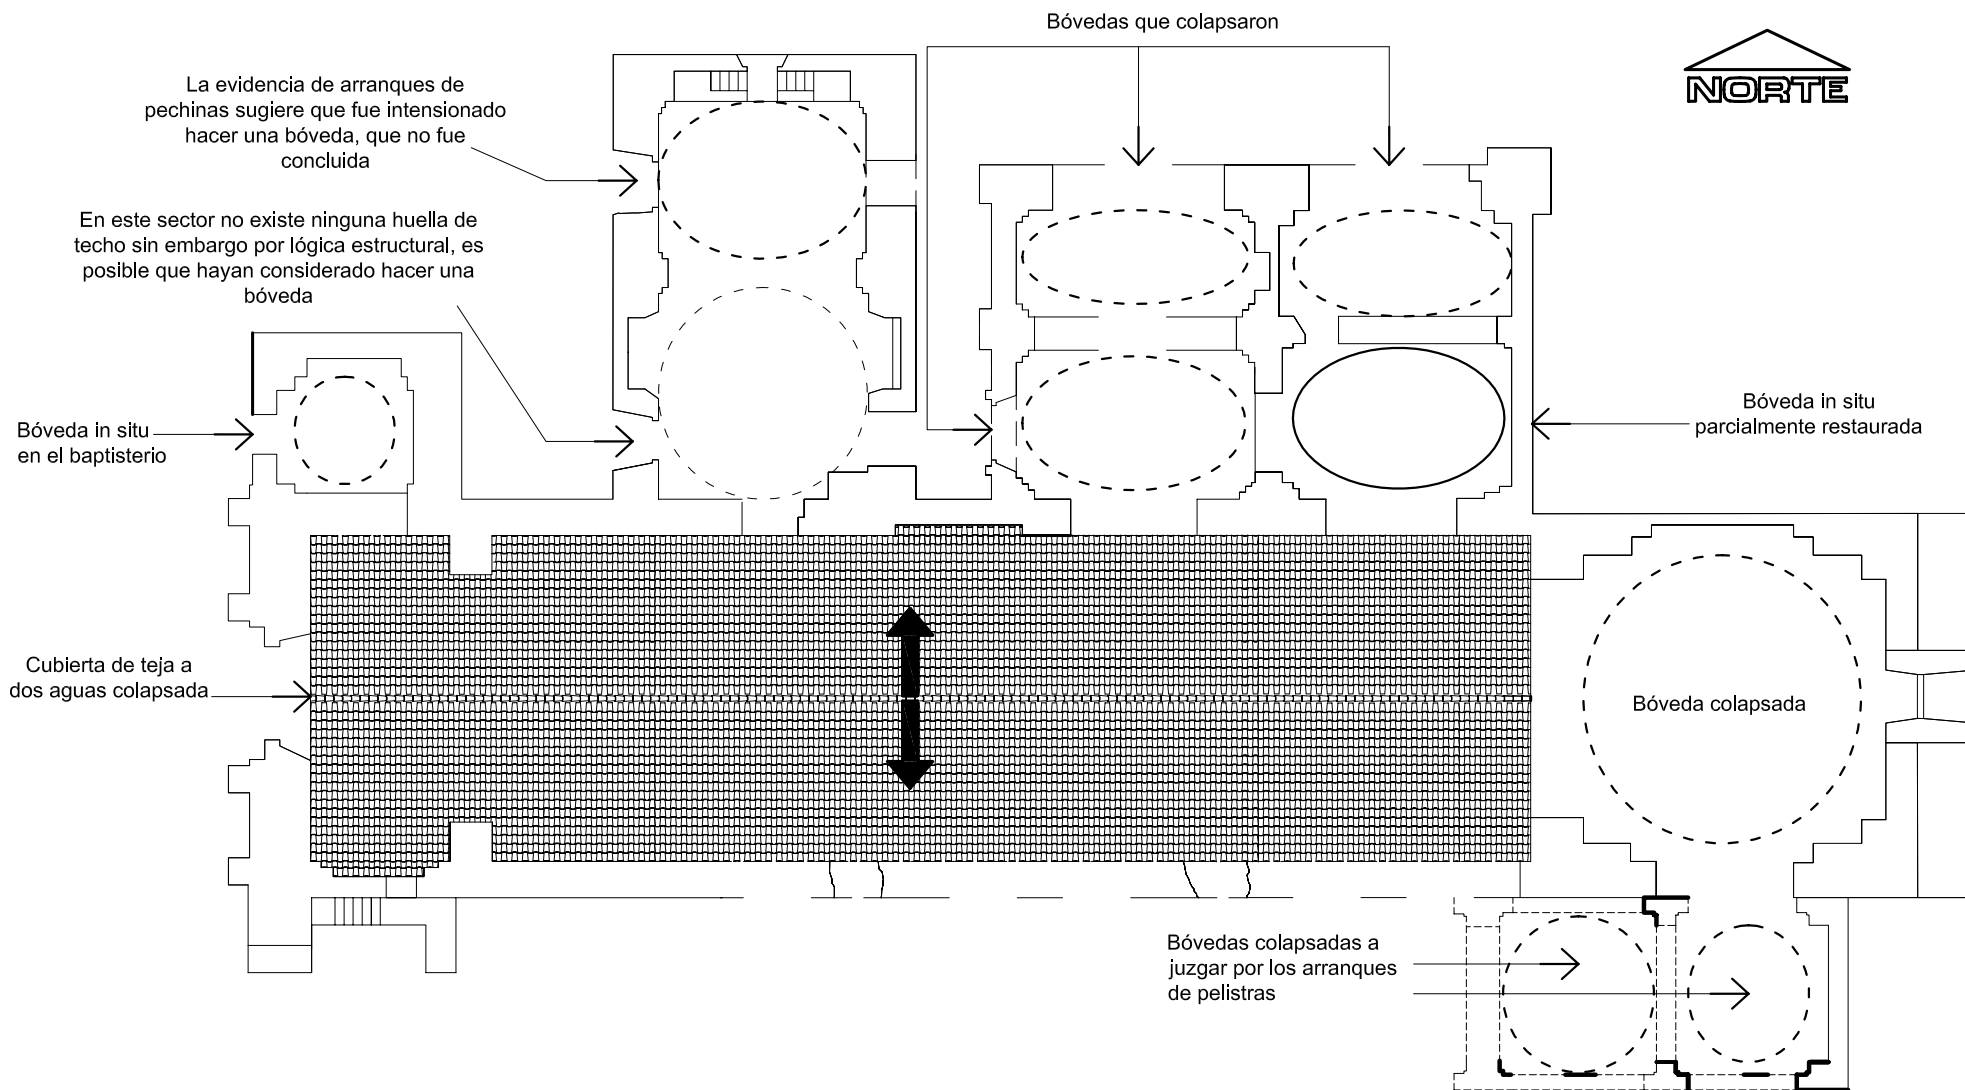 Bóvedas que colapsaron
NORTE
La evidencia de arranques de
pechinas sugiere que fue intensionado
hacer una bóveda, que no fue
concluida
En este sector no existe ninguna huella de
techo sin embargo por lógica estructural, es
posible que hayan considerado hacer una
bóveda
Bóveda in situ
en el baptisterio
Bóveda in situ
parcialmente restaurada
Cubierta de teja a
dos aguas colapsada
Bóveda colapsada
Bóvedas colapsadas a
juzgar por los arranques
de pelistras